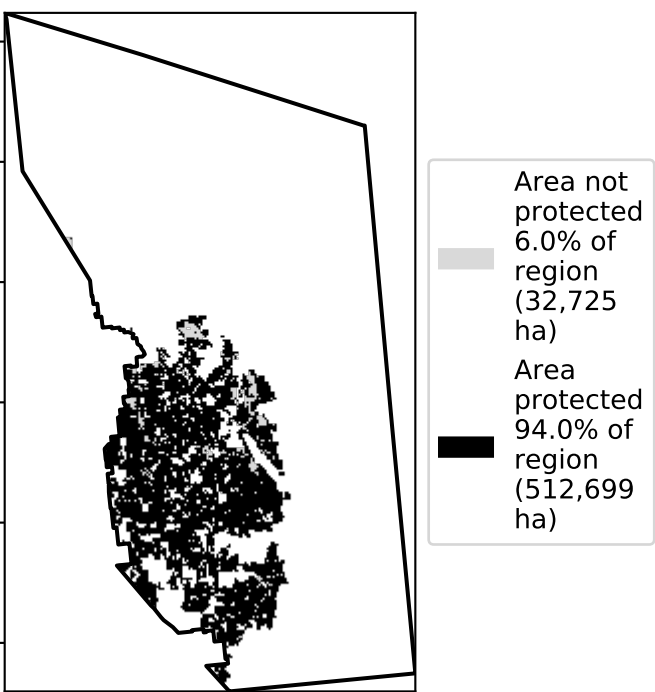 Area not
protected
6.0% of
region
(32,725
ha)
Area
protected
94.0% of
region
(512,699
ha)